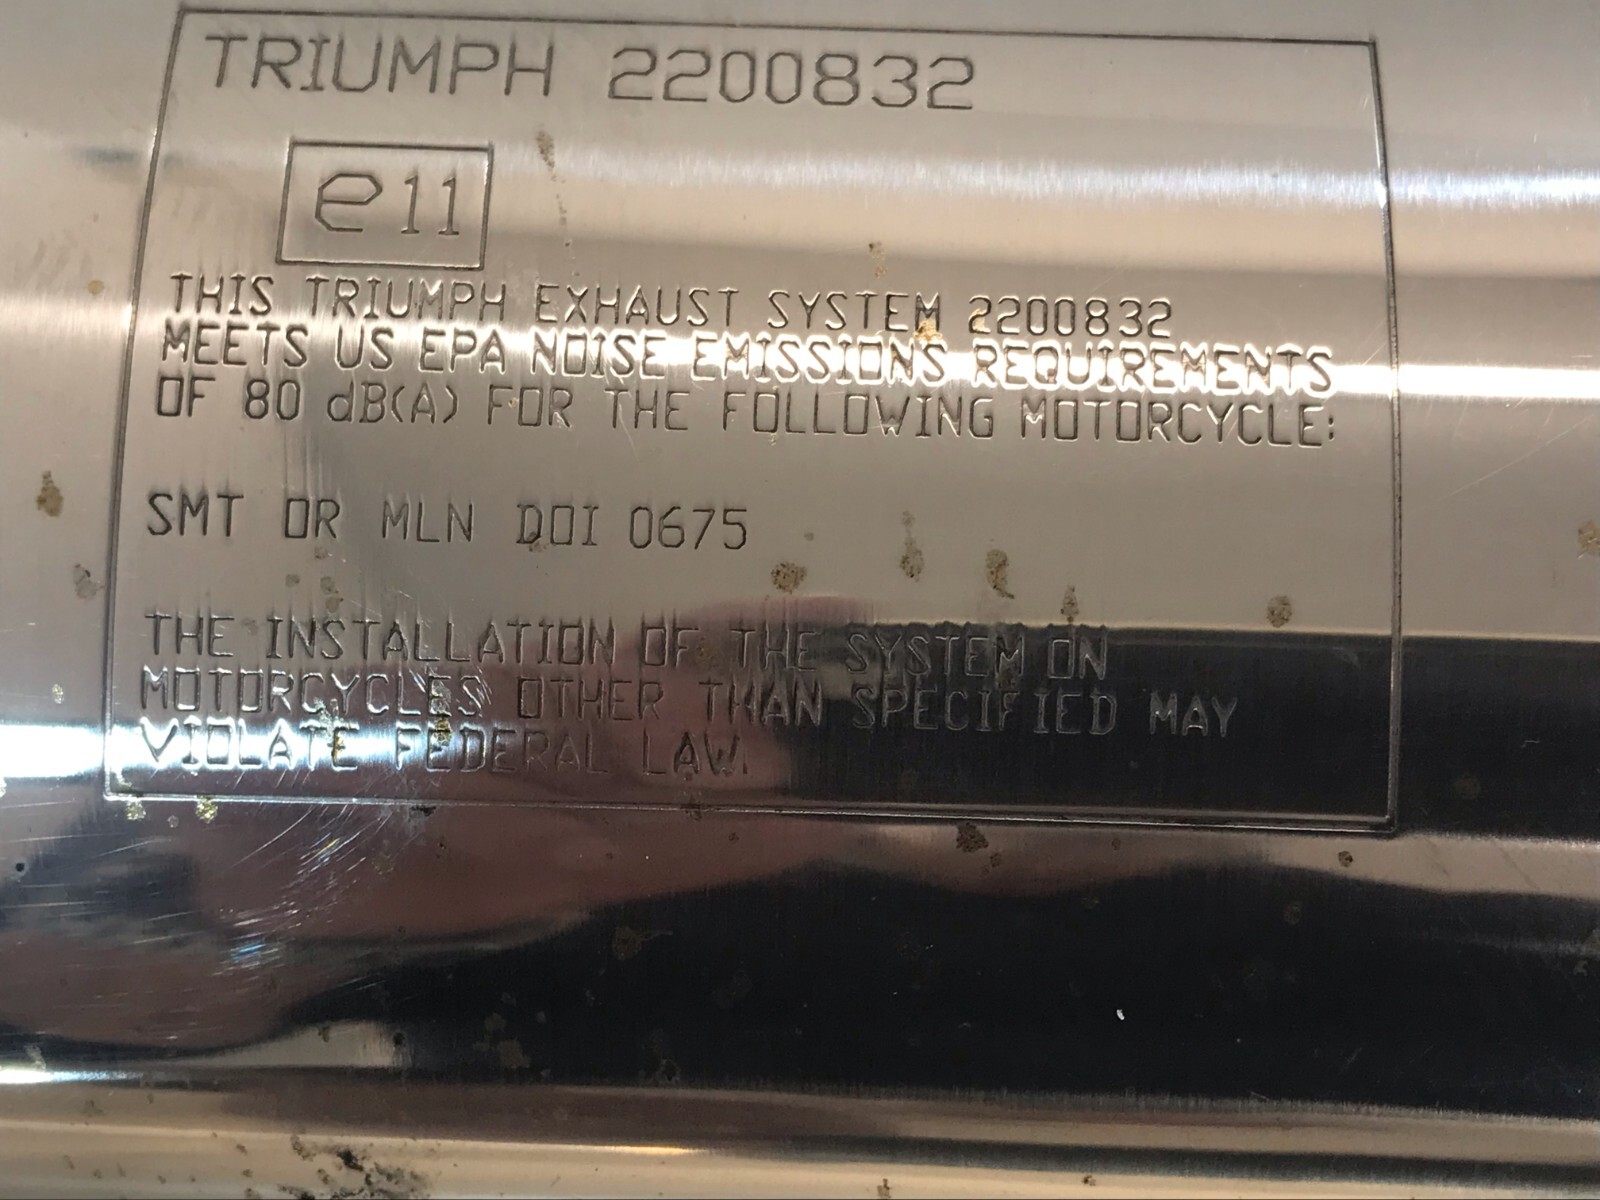 TRIUMPH 2200832
e11
THIS TRIUMPH EXHAUST SYSTEM 2200832
MEETS US EPA NOISE EMISSIONS REQUIREMENTS
OF 80 dB(A) FOR THE FOLLOWING MOTORCYCLE:
SMT OR MLN DOI 0675
THE INSTALLATION OF THE SYSTEM ON
MOTORCYCLES OTHER THAN SPECIFIED MAY
VIOLATE FEDERAL LAW.